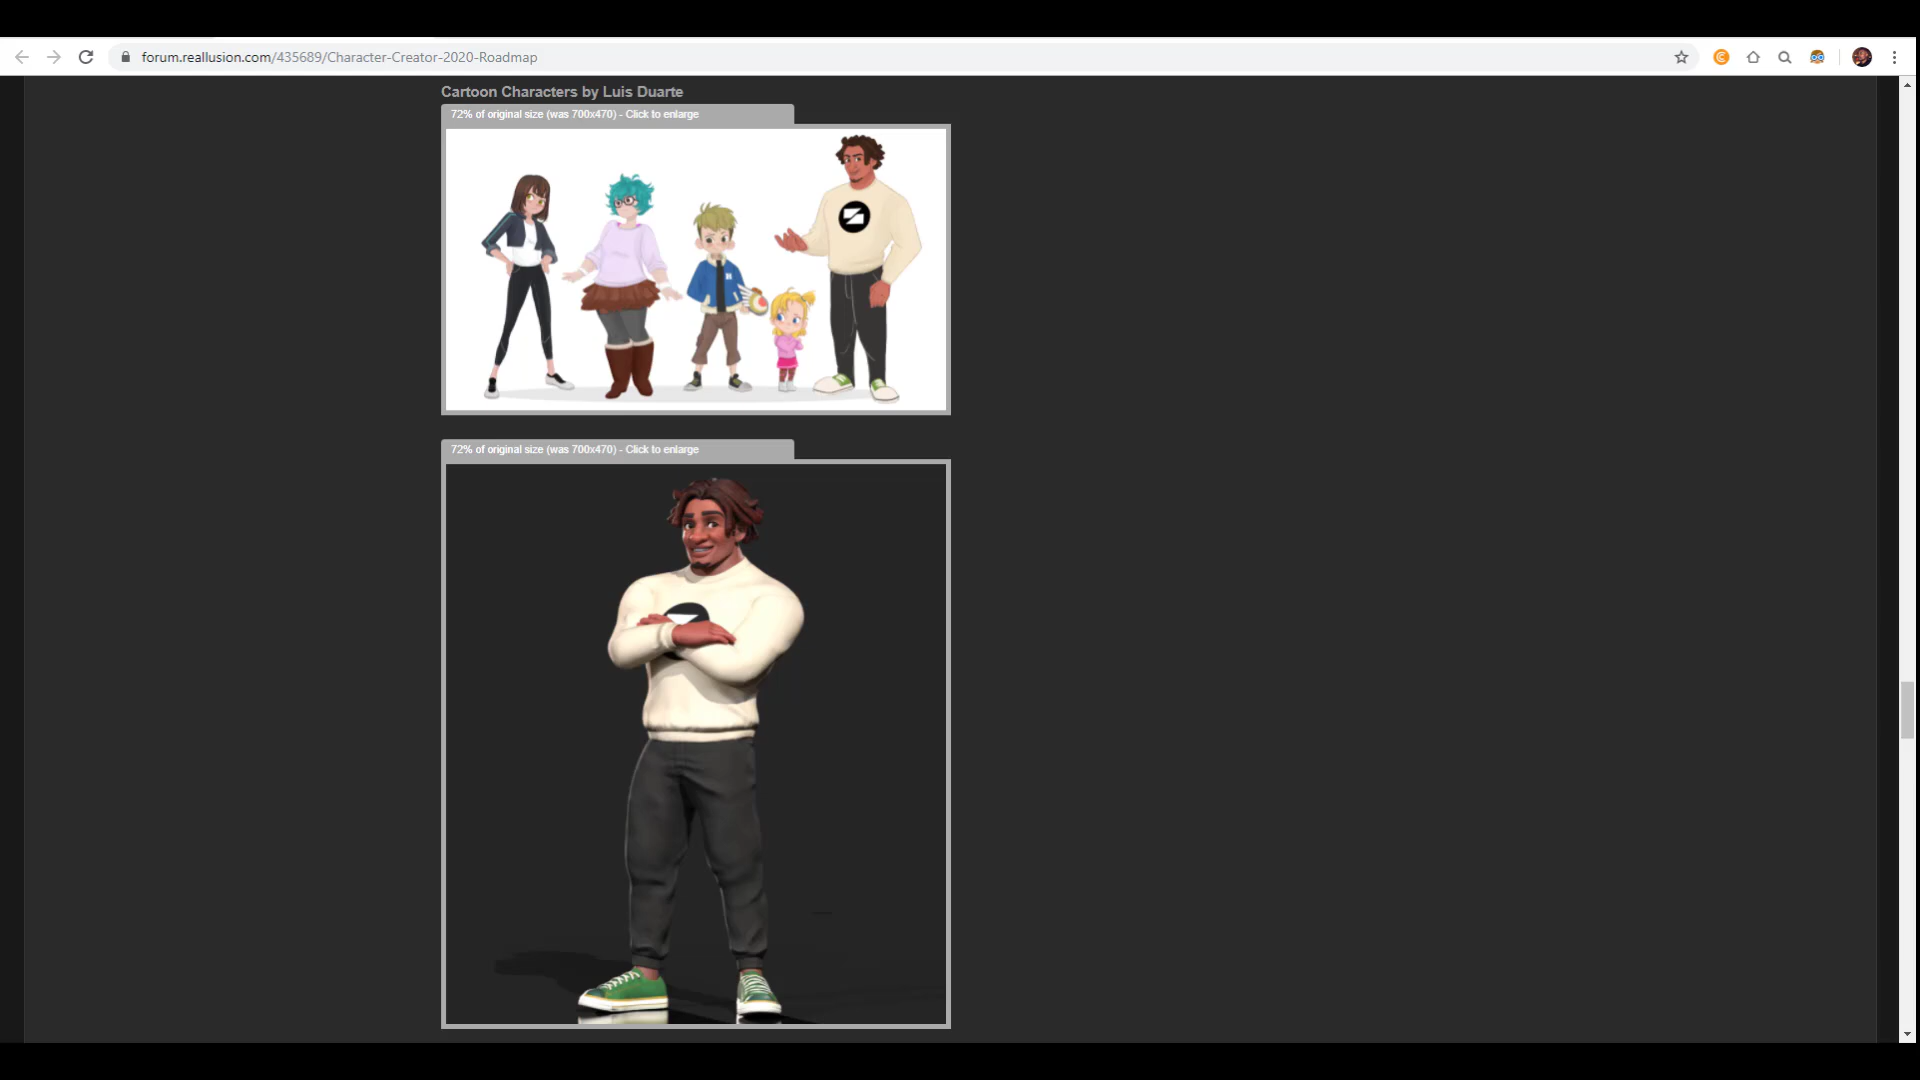 forum.reallusion.com/435689/Character-Creator-2020-Roadmap
Cartoon Characters by Luis Duarte
72% of original size (was 700x470) - Click to enlarge
72% of original size (was 700x470) - Click to enlarge